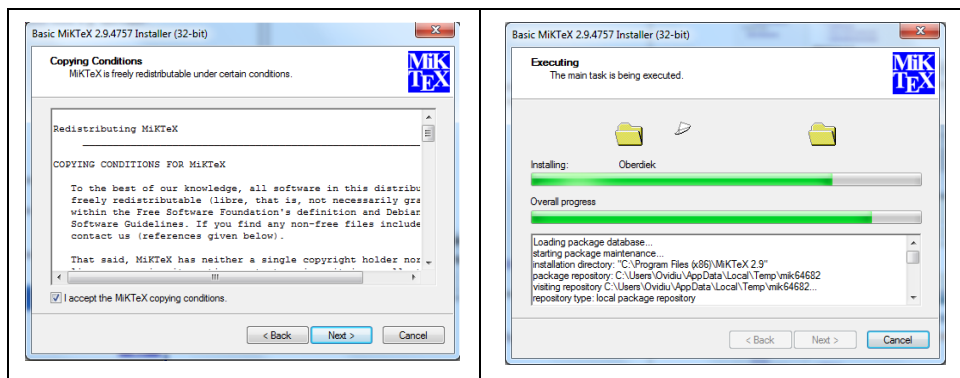 Basic MiKTeX 2.9.4757 Installer (32-bit)
Copying Conditions
MiKTeX is freely redistributable under certain conditions.
MiK
TEX
Redistributing MiKTeX
COPYING CONDITIONS FOR MiKTeX
To the best of our knowledge, all software in this distribu
freely redistributable (libre, that is, not necessarily gra
within the Free Software Foundation's definition and Debian
Software Guidelines. If you find any non-free files include
contact us (references given below).
That said, MiKTeX has neither a single copyright holder nor
I accept the MiKTeX copying conditions.
< Back
Next >
Cancel
Basic MiKTeX 2.9.4757 Installer (32-bit)
Executing
The main task is being executed.
MiK
TEX
Installing: Oberdiek
Overall progress
Loading package database...
starting package maintenance...
installation directory: "C:\Program Files (x86)\MiKTeX 2.9"
package repository: C:\Users\Ovidiu\AppData\Local\Temp\mik64682
visiting repository C:\Users\Ovidiu\AppData\Local\Temp\mik64682...
repository type: local package repository
< Back
Next >
Cancel